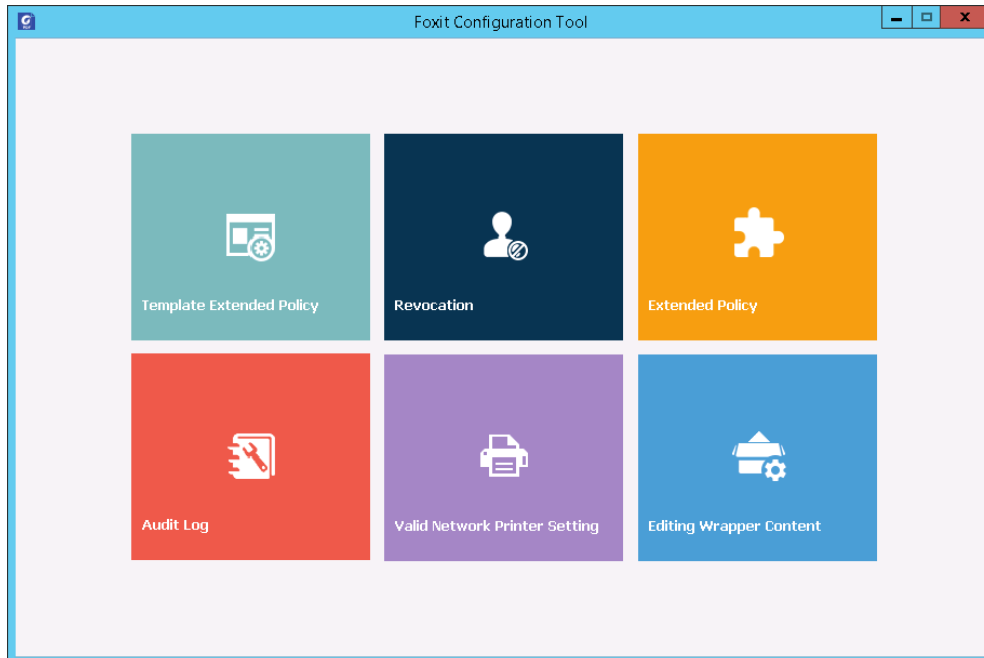 Foxit Configuration Tool
Template Extended Policy
Revocation
Extended Policy
Audit Log
Valid Network Printer Setting
Editing Wrapper Content